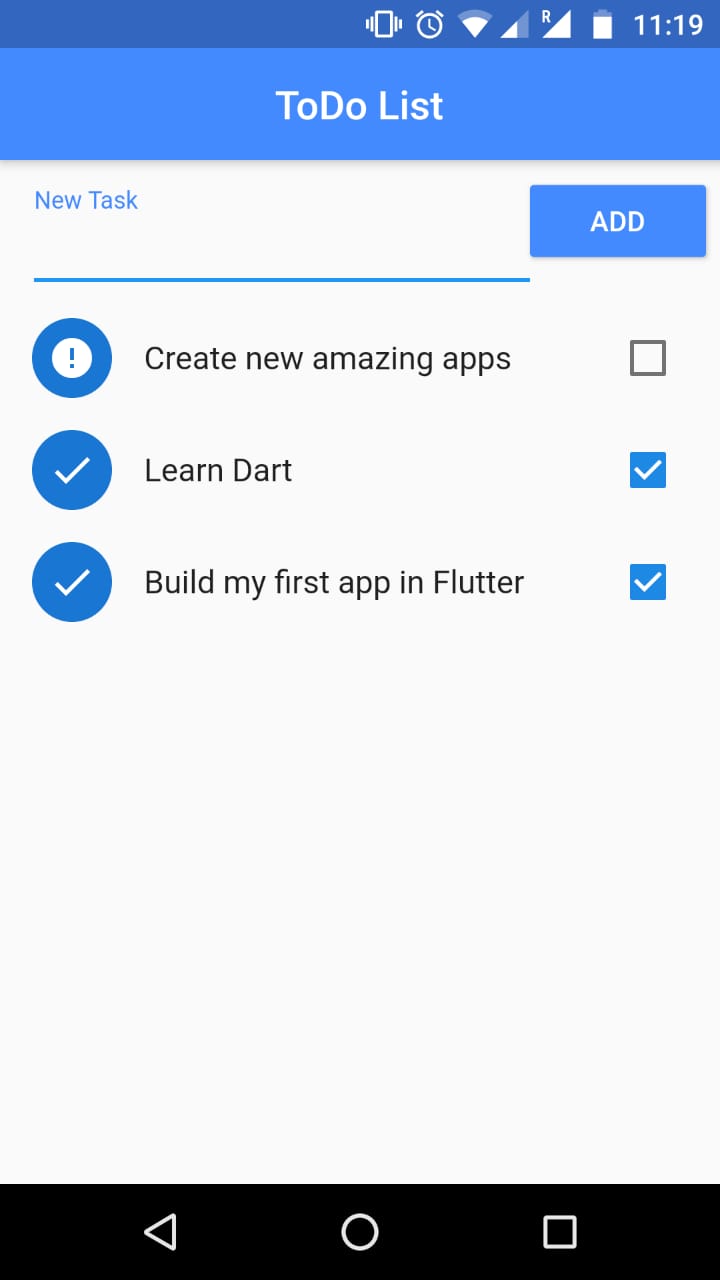 R 11:19
ToDo List
New Task
ADD
Create new amazing apps
Learn Dart
Build my first app in Flutter